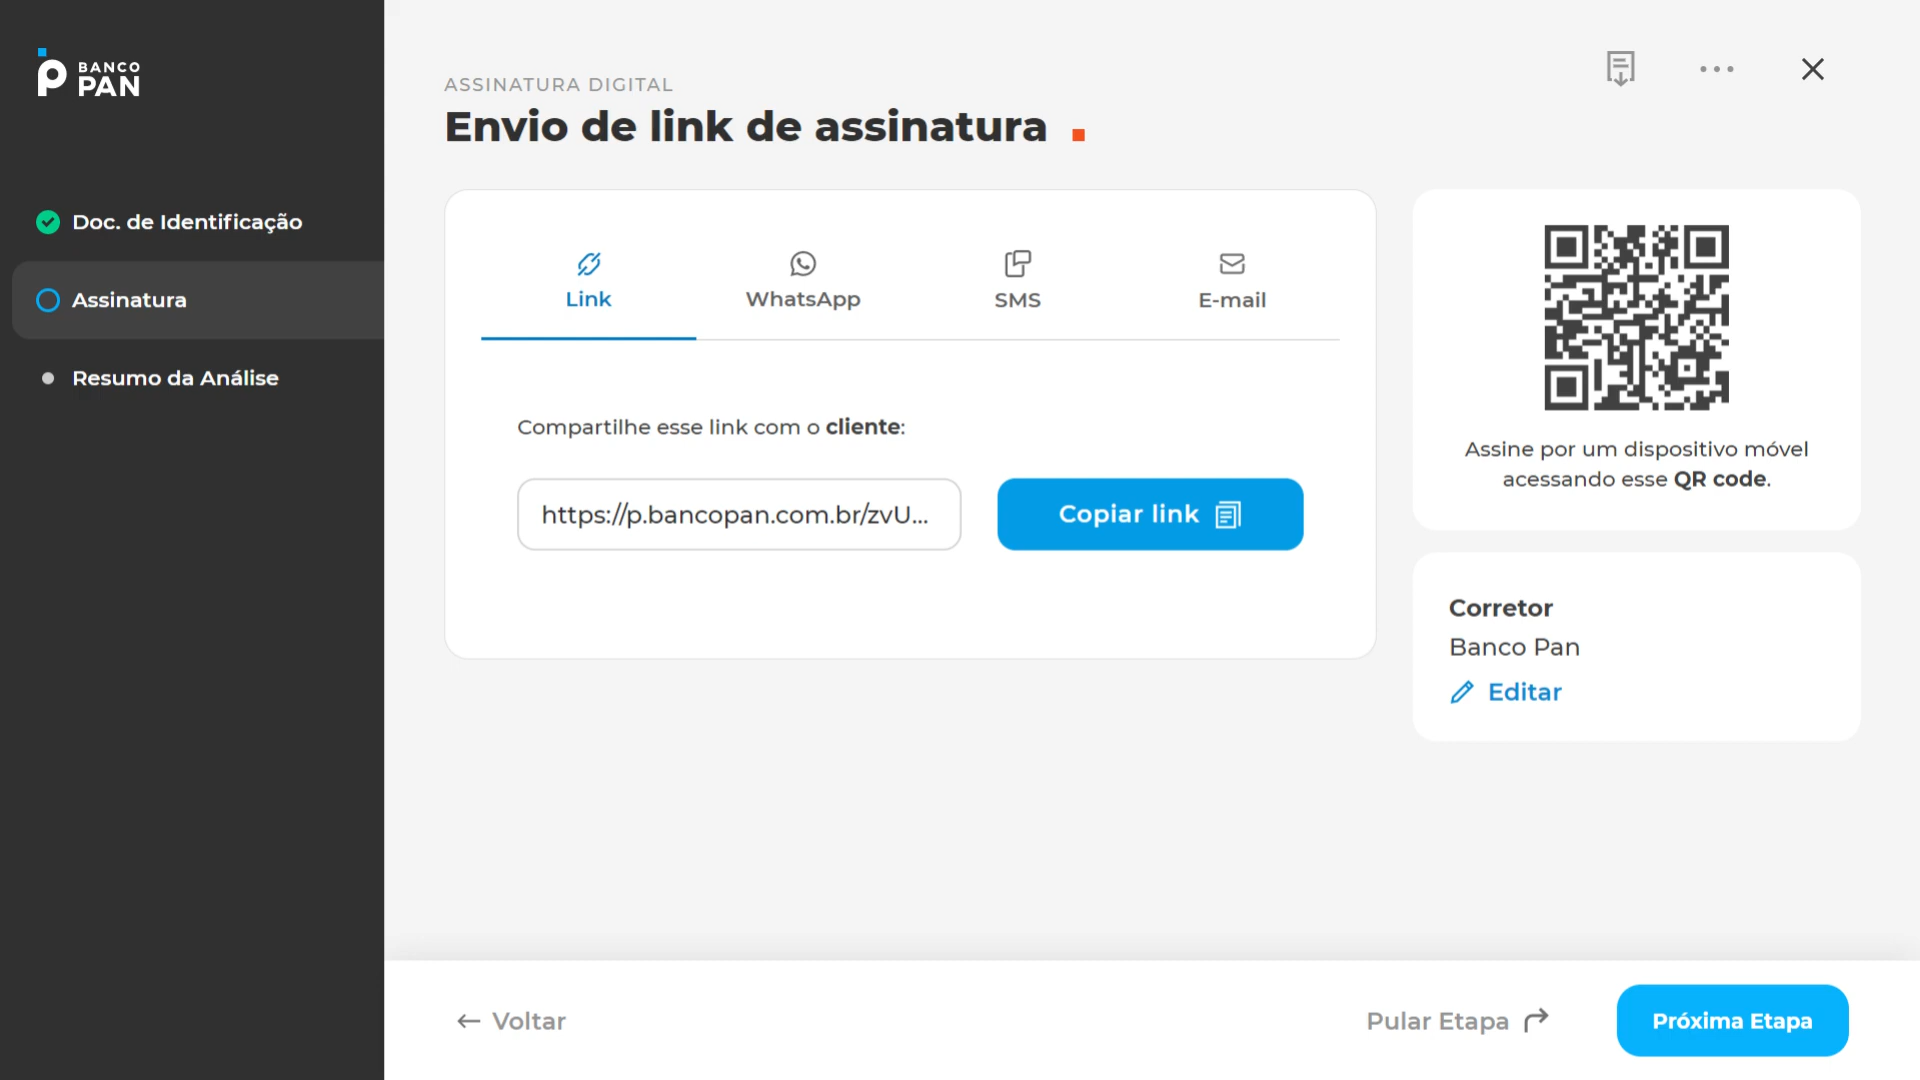 BANCO
PAN
Doc. de Identificação
Assinatura
Resumo da Análise
ASSINATURA DIGITAL
Envio de link de assinatura
Link
WhatsApp
SMS
E-mail
Compartilhe esse link com o cliente:
https://p.bancopan.com.br/zvU...
Copiar link
Assine por um dispositivo móvel
acessando esse QR code.
Corretor
Banco Pan
Editar
Voltar
Pular Etapa
Próxima Etapa